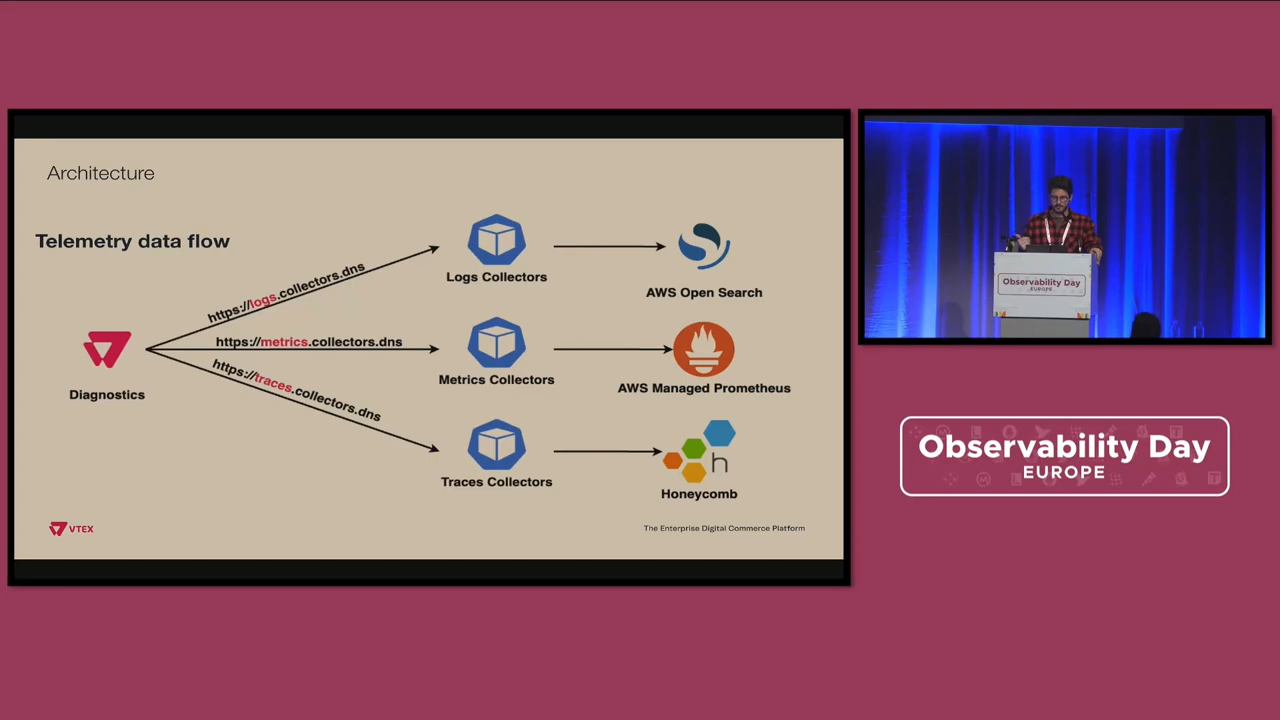 Architecture
Telemetry data flow
https://logs.collectors.dns
https://metrics.collectors.dns
https://traces.collectors.dns
Diagnostics
Logs Collectors
AWS Open Search
Metrics Collectors
AWS Managed Prometheus
Traces Collectors
h
Honeycomb
VTEX
The Enterprise Digital Commerce Platform
Observability Day
EUROPE
Observability Day
EUROPE